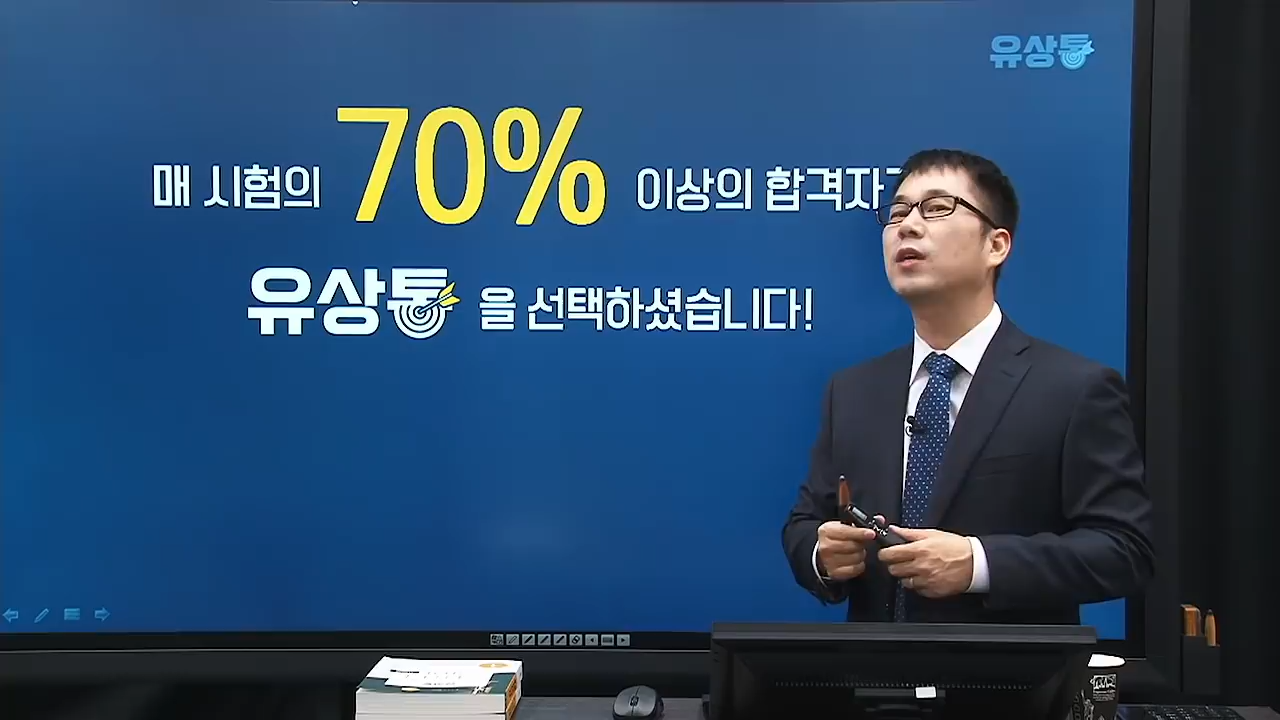 유상통
매 시험의 70% 이상의 합격자
유상통 을 선택하셨습니다!